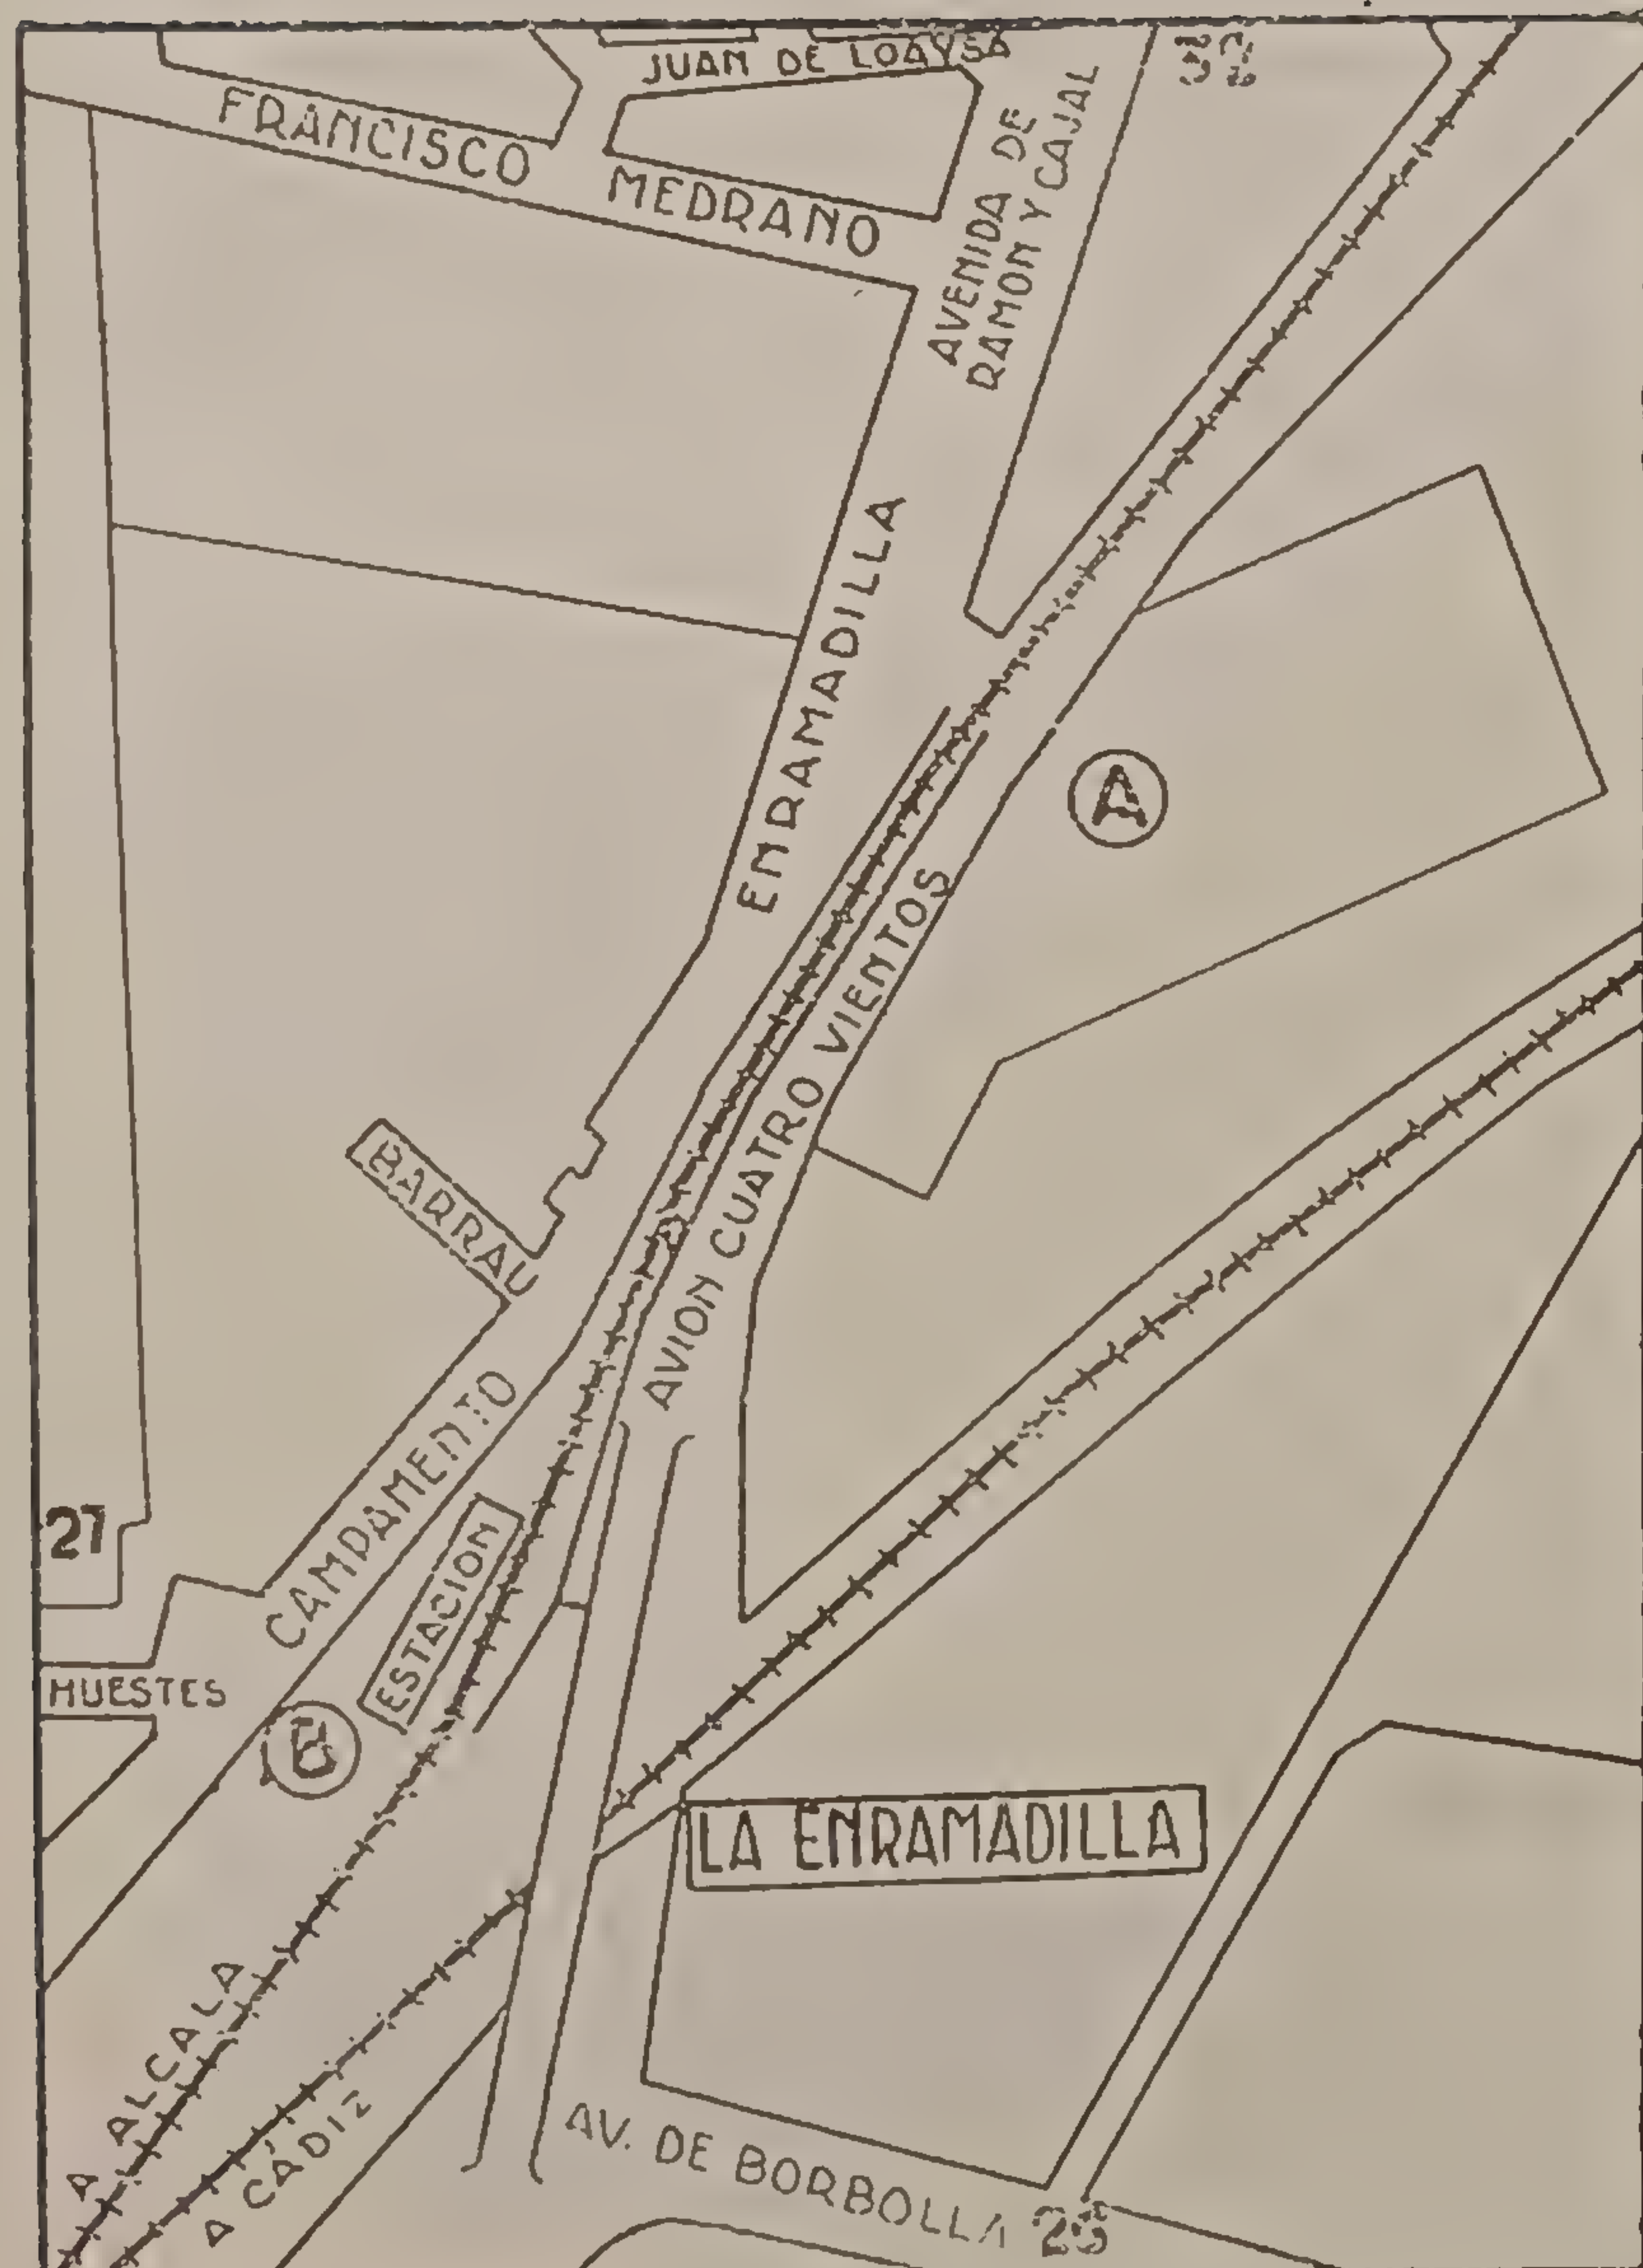 JUAN DE LOAYSA
FRANCISCO MEDRANO
AVENIDA DE
RAMON Y CAJAL
ENRAMADILLA
A
AVION CUATRO VIENTOS
BARRAU
CAMPAMENTO
ESTACION
27
HUESTES
B
LA ENRAMADILLA
A ALCALA
A CADIZ
AV. DE BORBOLLA